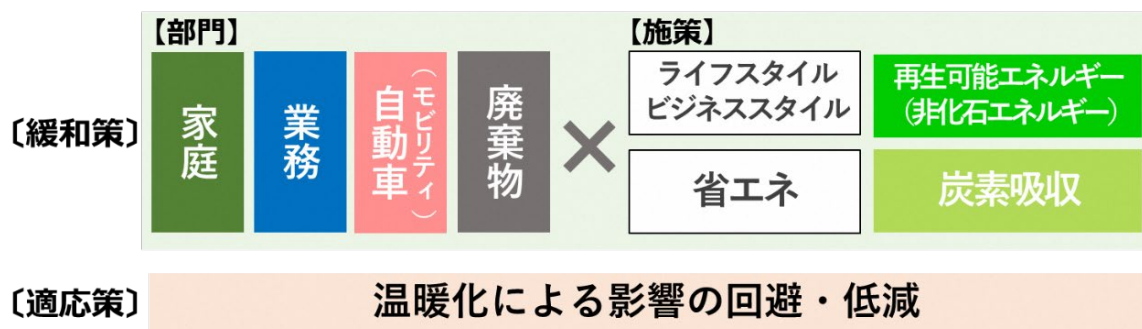 【部門】
【施策】
〔緩和策〕
家庭
業務
自動車
(モビリティ)
廃棄物
×
ライフスタイル
ビジネススタイル
再生可能エネルギー
(非化石エネルギー)
省エネ
炭素吸収
〔適応策〕
温暖化による影響の回避・低減